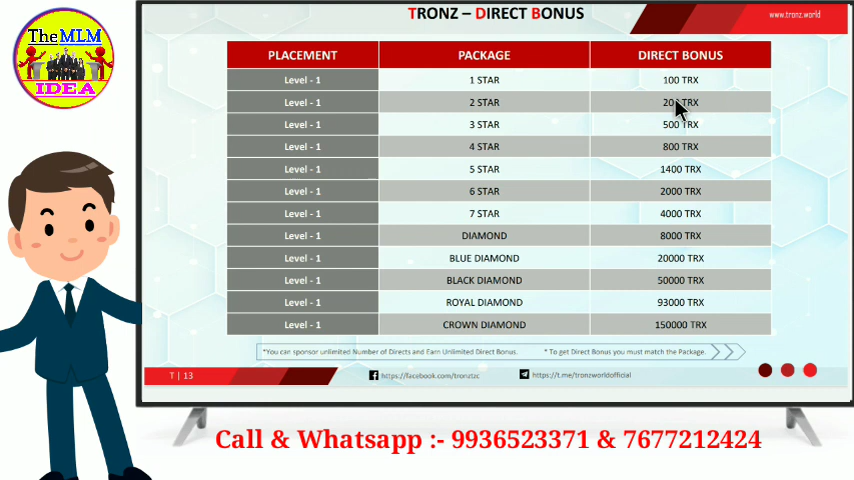 The MLM
IDEA
TRONZ – DIRECT BONUS
www.tronz.world
PLACEMENT PACKAGE DIRECT BONUS
Level - 1 1 STAR 100 TRX
Level - 1 2 STAR TRX
Level - 1 3 STAR 500 TRX
Level - 1 4 STAR 800 TRX
Level - 1 5 STAR 1400 TRX
Level - 1 6 STAR 2000 TRX
Level - 1 7 STAR 4000 TRX
Level - 1 DIAMOND 8000 TRX
Level - 1 BLUE DIAMOND 20000 TRX
Level - 1 BLACK DIAMOND 50000 TRX
Level - 1 ROYAL DIAMOND 93000 TRX
Level - 1 CROWN DIAMOND 150000 TRX
*You can sponsor unlimited Number of Directs and Earn Unlimited Direct Bonus. * To get Direct Bonus you must match the Package.
T | 13 https://facebook.com/tronztzc https://t.me/tronzworldofficial
Call & Whatsapp :- 9936523371 & 7677212424